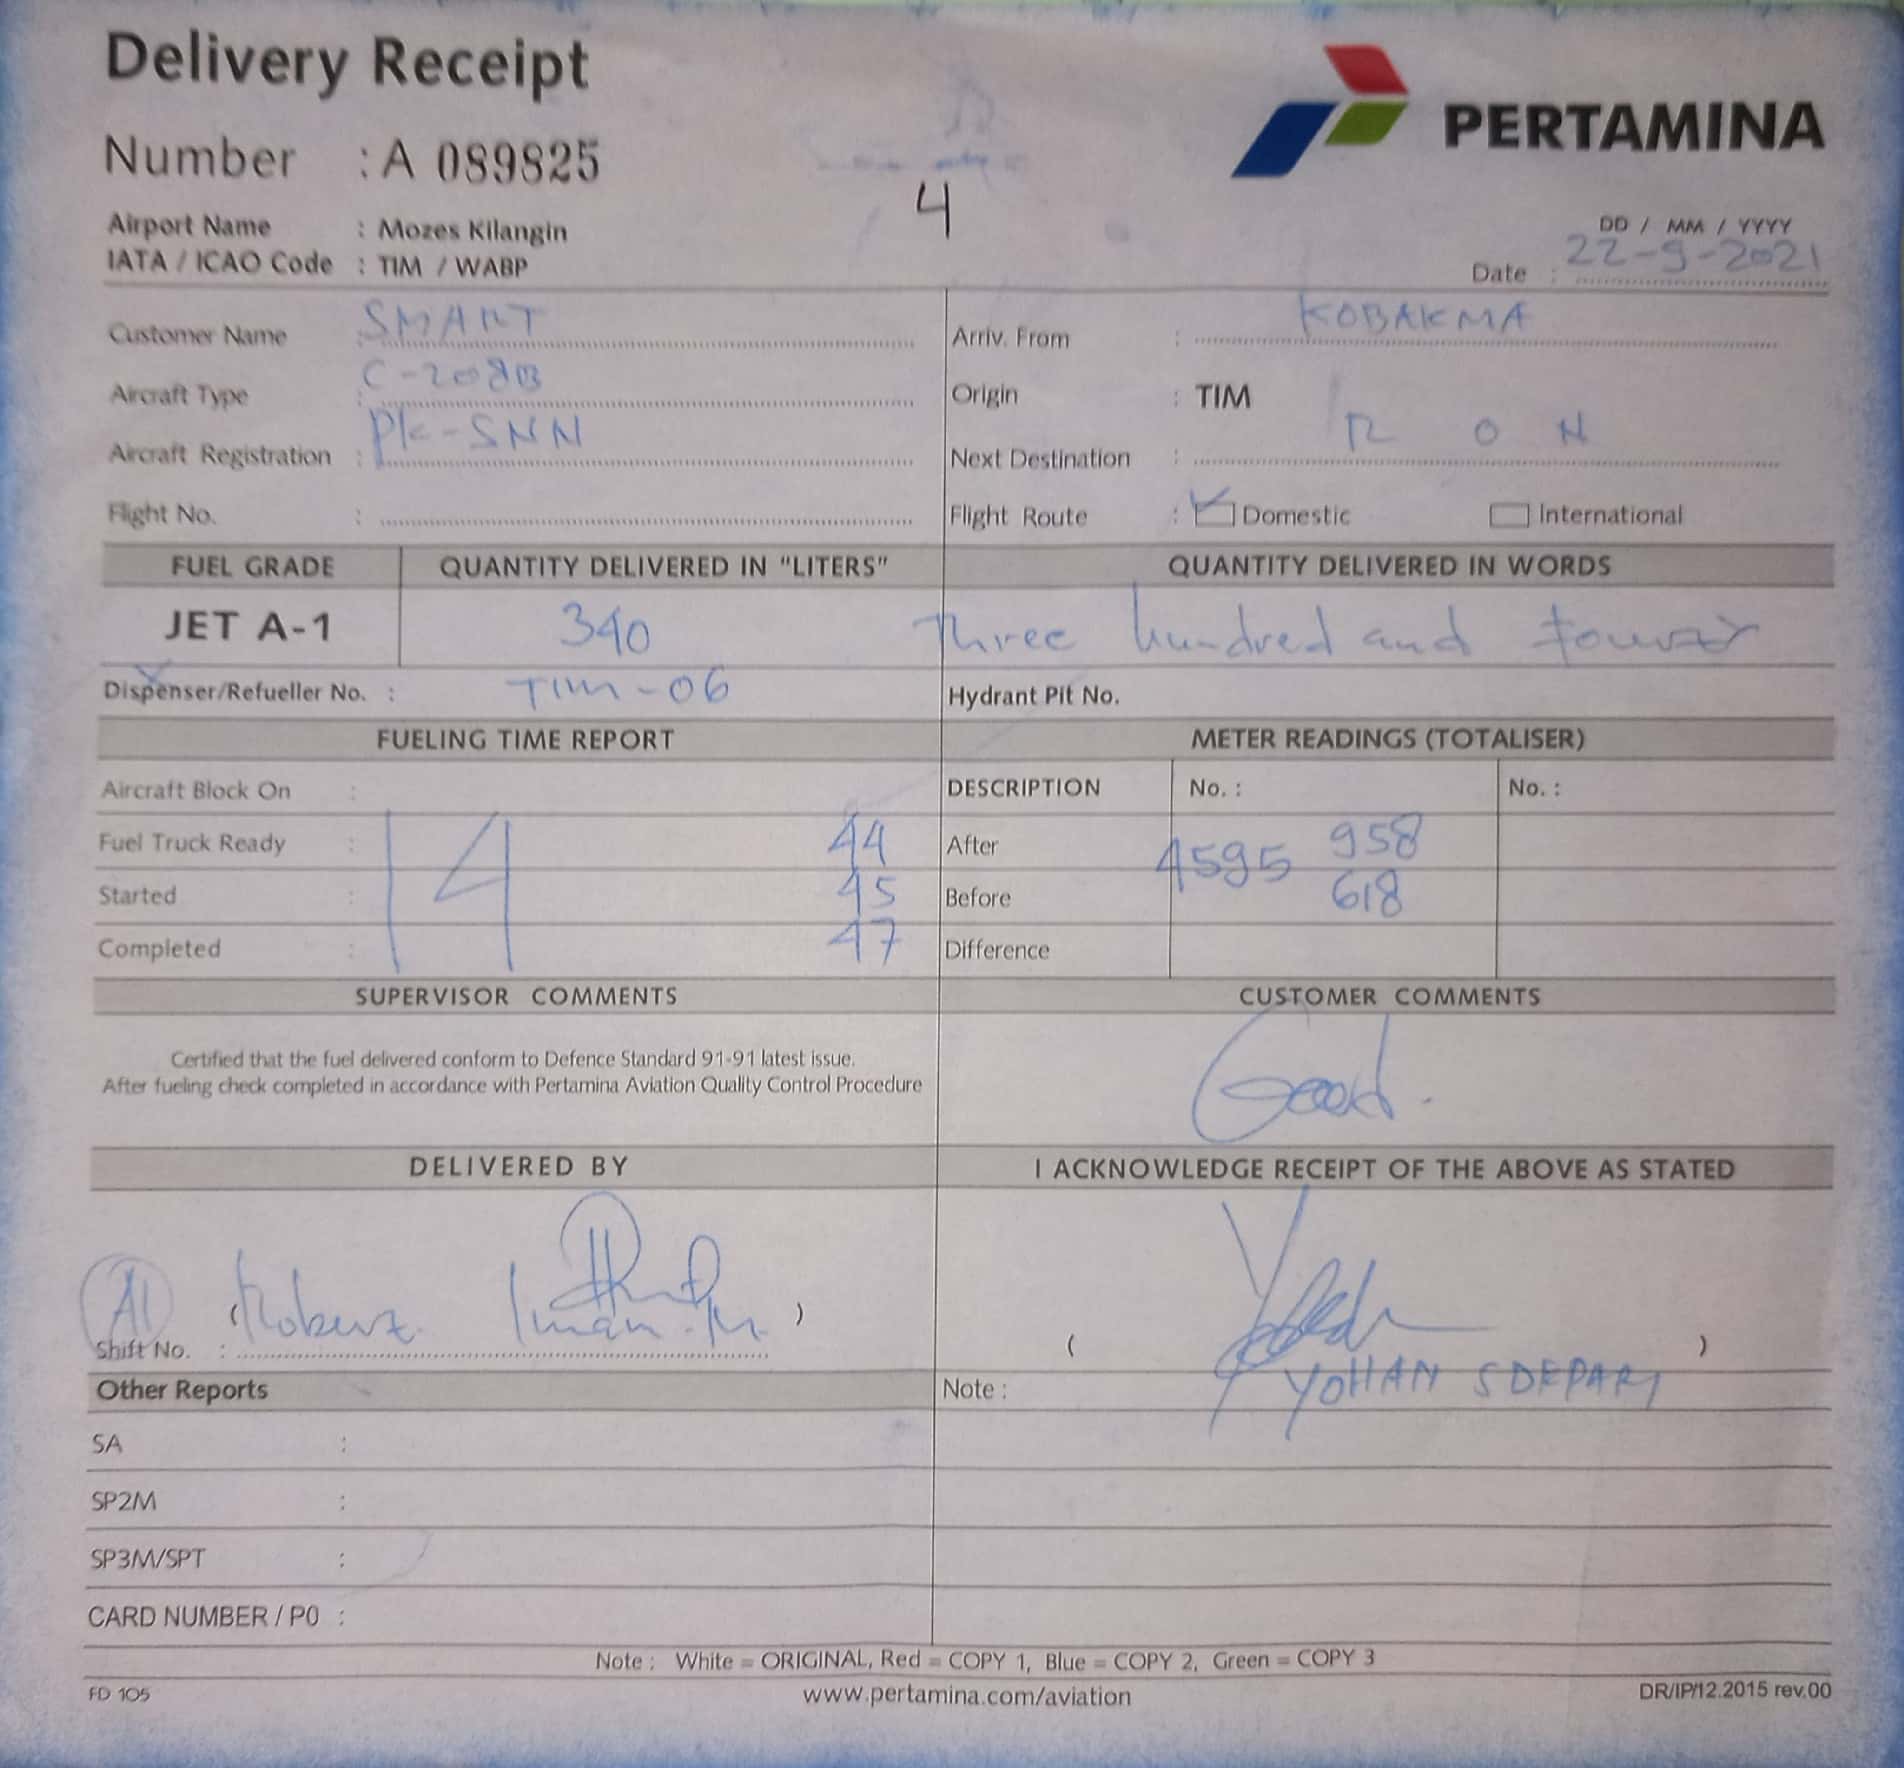 Delivery Receipt
PERTAMINA
Number : A 089825
4
Airport Name : Mozes Kilangin
IATA / ICAO Code : TIM / WABP
DD / MM / YYYY
Date : 22-9-2021
Customer Name : SMART
Arriv. From : KOBAKMA
Aircraft Type : C-208B
Origin : TIM
Aircraft Registration : PK-SNN
Next Destination : R O N
Flight No. :
Flight Route : Domestic International
FUEL GRADE QUANTITY DELIVERED IN "LITERS" QUANTITY DELIVERED IN WORDS
JET A-1 340 Three hundred and
Dispenser/Refueller No. : TIM-06 Hydrant Pit No.
FUELING TIME REPORT METER READINGS (TOTALISER)
Aircraft Block On : DESCRIPTION No. : No. :
Fuel Truck Ready : 14 44 After 4595 958
Started : 45 Before 618
Completed : 47 Difference
SUPERVISOR COMMENTS CUSTOMER COMMENTS
Certified that the fuel delivered conform to Defence Standard 91-91 latest issue.
After fueling check completed in accordance with Pertamina Aviation Quality Control Procedure
Good.
DELIVERED BY I ACKNOWLEDGE RECEIPT OF THE ABOVE AS STATED
A1 ( )
Shift No. : ( )
YOHAN SDEPARI
Other Reports Note :
SA :
SP2M :
SP3M/SPT :
CARD NUMBER / PO :
Note : White = ORIGINAL, Red = COPY 1, Blue = COPY 2, Green = COPY 3
FD 105 www.pertamina.com/aviation DR/IP/12.2015 rev.00